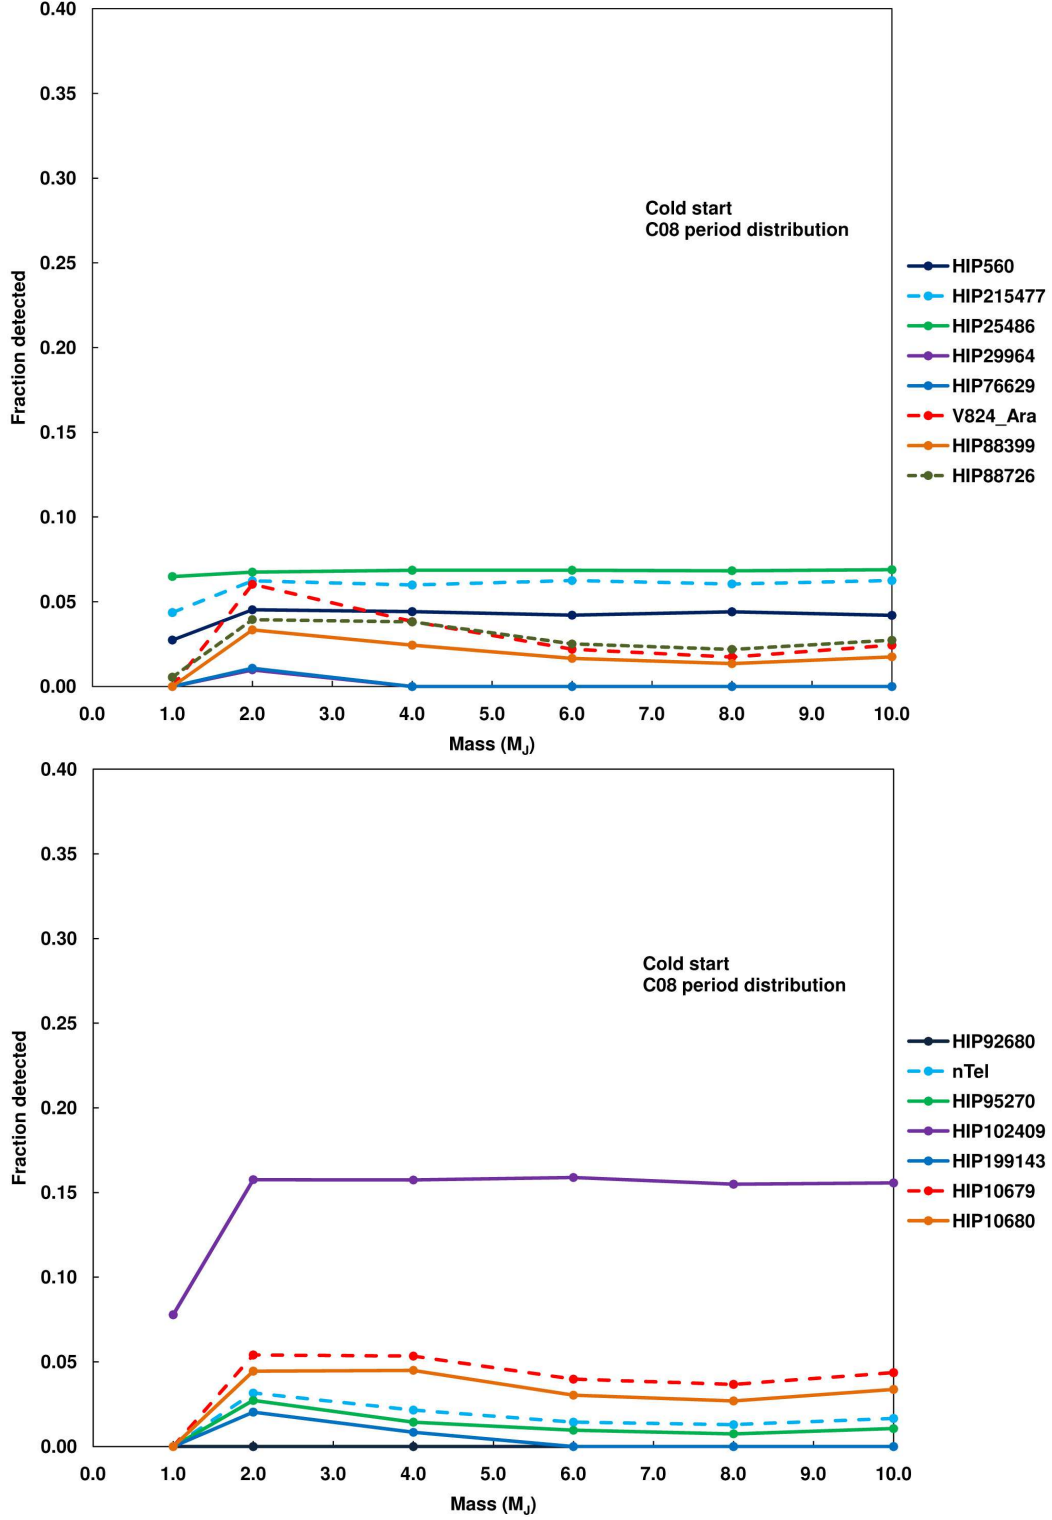 0.40
0.35
0.30
0.25
0.20
0.15
0.10
0.05
0.00
Fraction detected
Cold start
C08 period distribution
0.0 1.0 2.0 3.0 4.0 5.0 6.0 7.0 8.0 9.0 10.0
Mass (MJ)
HIP560
HIP215477
HIP25486
HIP29964
HIP76629
V824_Ara
HIP88399
HIP88726
0.40
0.35
0.30
0.25
0.20
0.15
0.10
0.05
0.00
Fraction detected
Cold start
C08 period distribution
0.0 1.0 2.0 3.0 4.0 5.0 6.0 7.0 8.0 9.0 10.0
Mass (MJ)
HIP92680
nTel
HIP95270
HIP102409
HIP199143
HIP10679
HIP10680